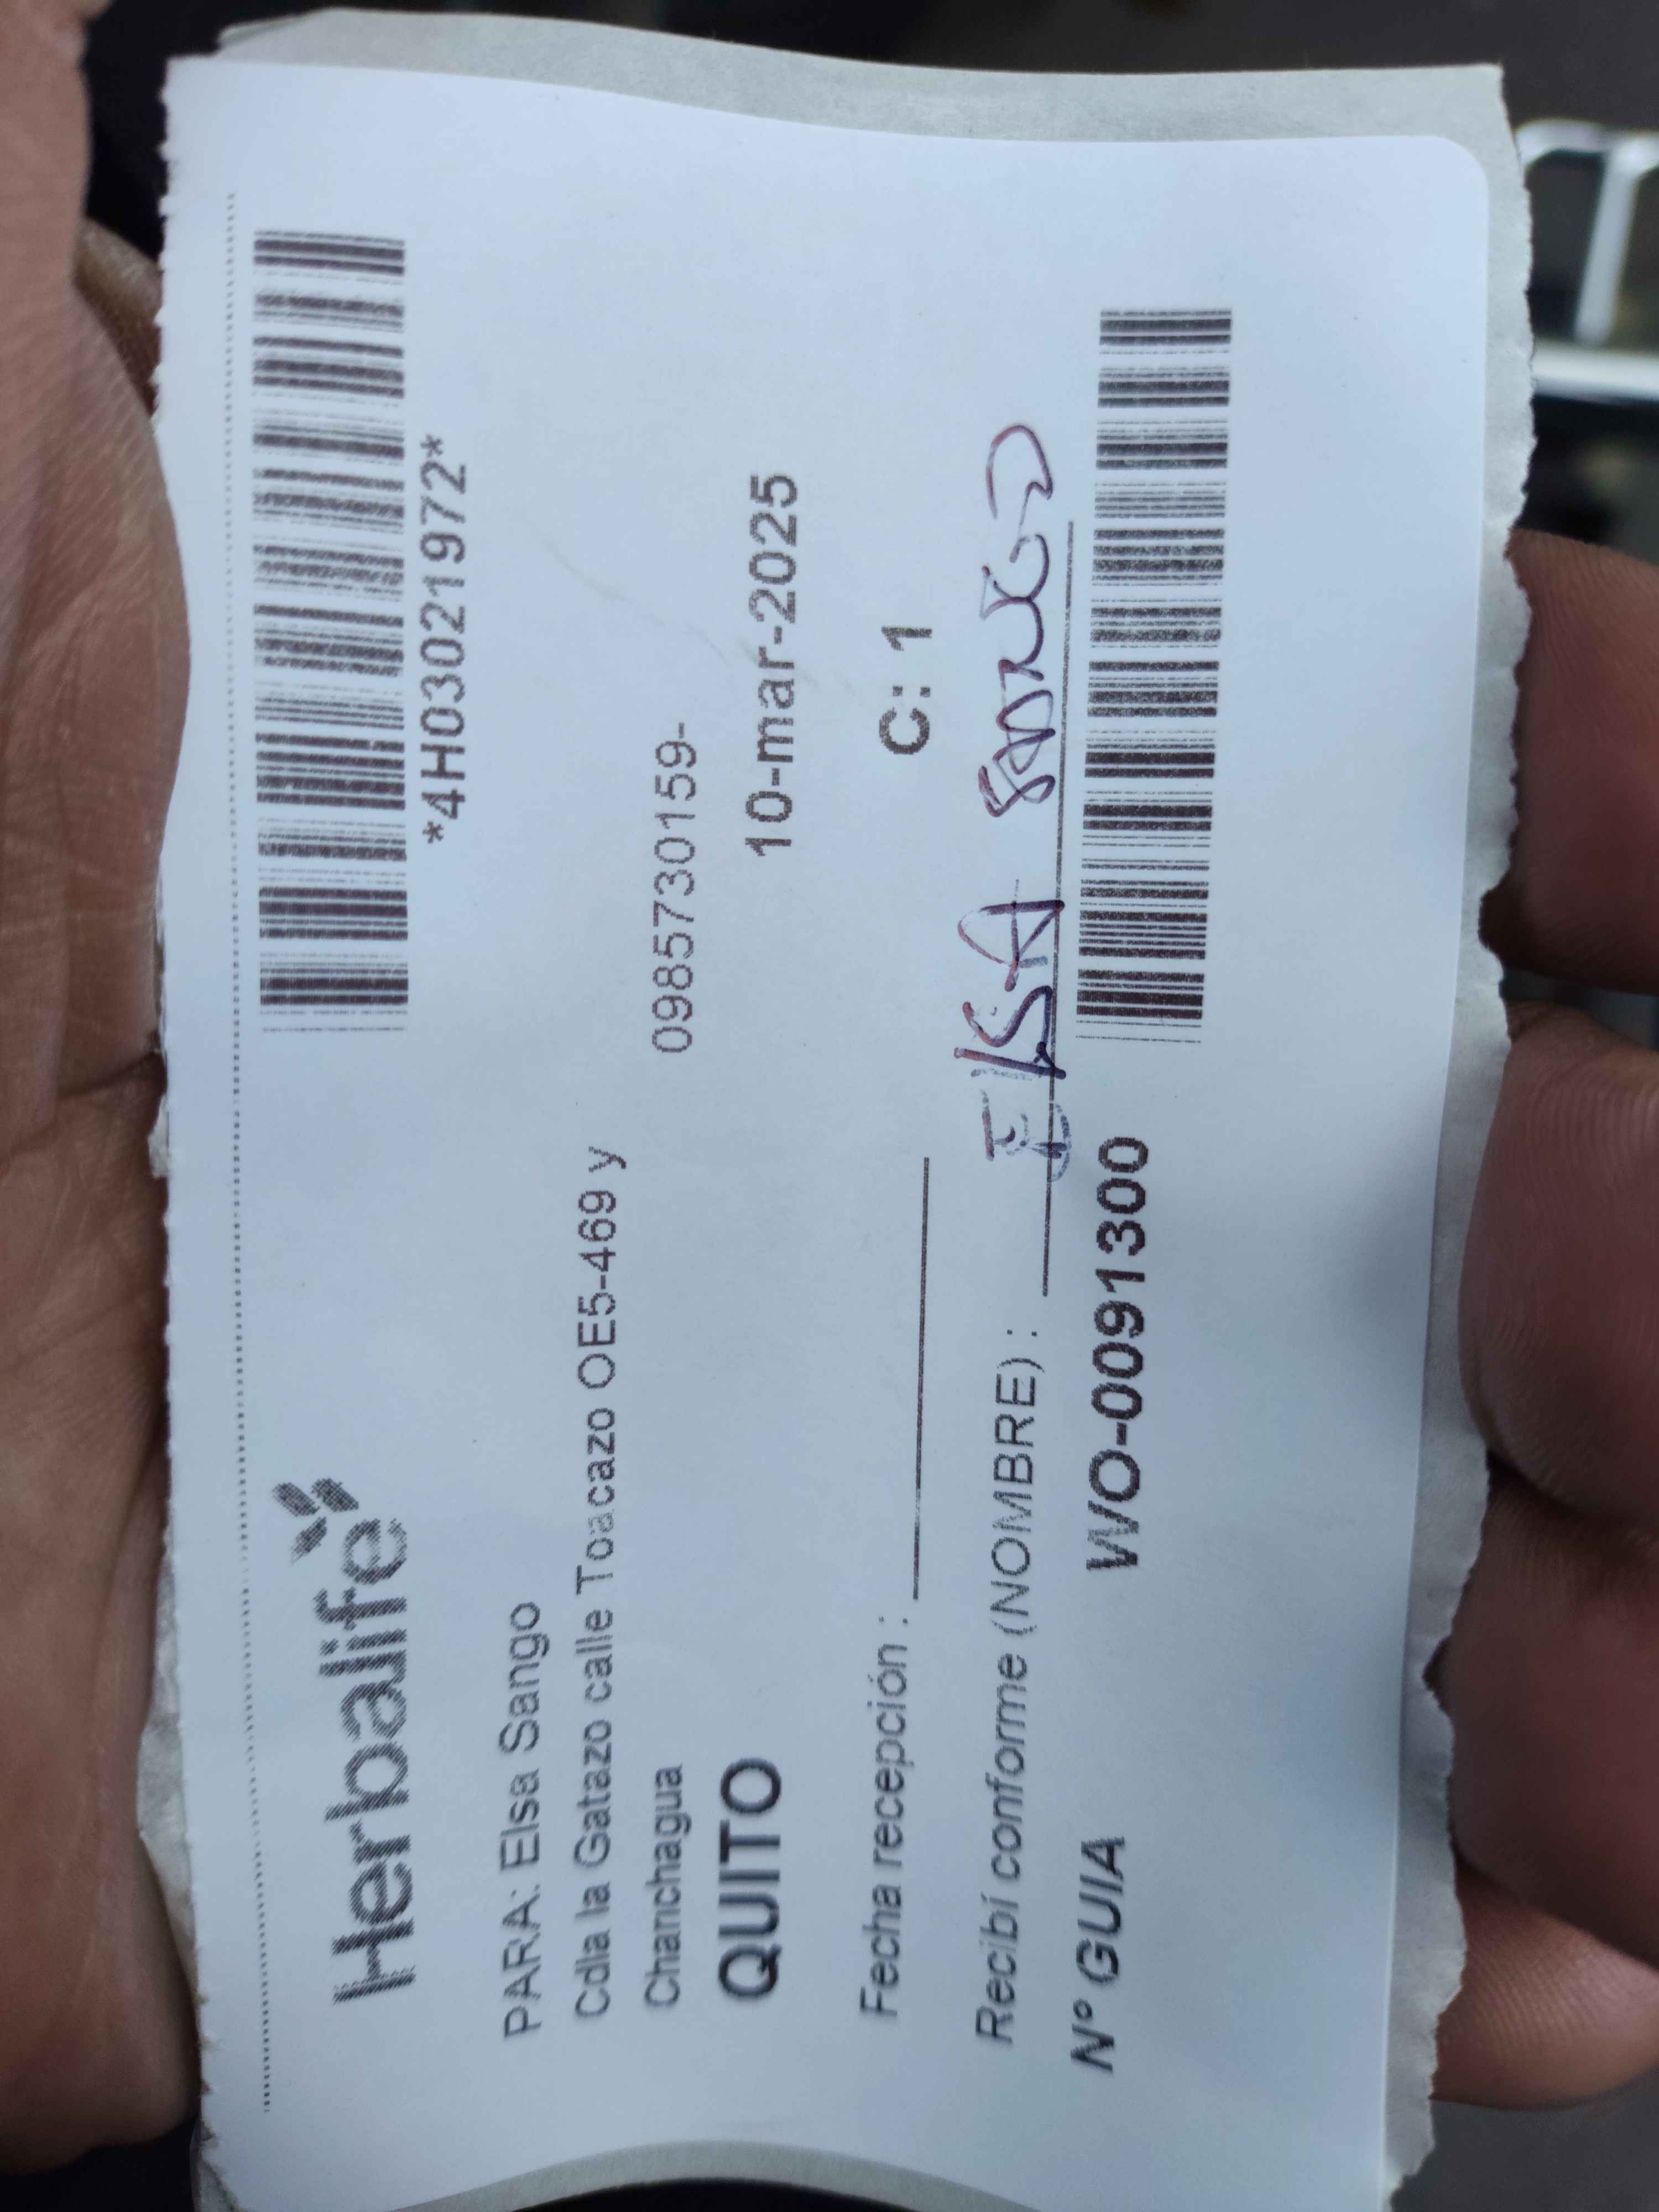 Herbalife
*4H03021972*
PARA: Elsa Sango
Cdla la Gatazo calle Toacazo OE5-469 y
Chanchagua
0985730159-
QUITO
10-mar-2025
Fecha recepción :
C: 1
Recibí conforme (NOMBRE) : ElSA SANGO
Nº GUIA WO-0091300